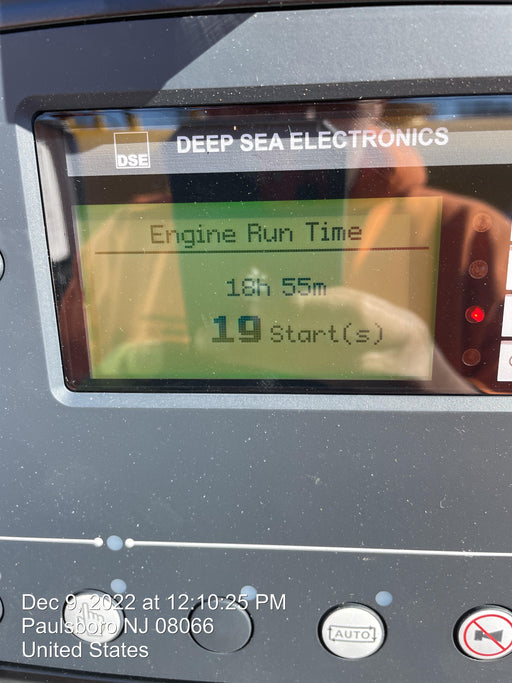 DSE
DEEP SEA ELECTRONICS
Engine Run Time
18h 55m
19 Start(s)
Dec 9, 2022 at 12:10:25 PM
Paulsboro NJ 08066
United States
AUTO